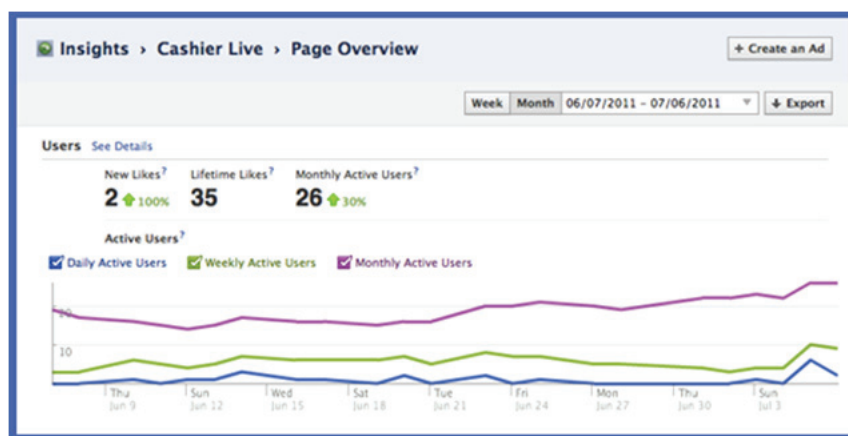 Insights › Cashier Live › Page Overview
+ Create an Ad
Week Month 06/07/2011 - 07/06/2011 Export
Users See Details
New Likes? Lifetime Likes? Monthly Active Users?
2 100% 35 26 30%
Active Users?
Daily Active Users Weekly Active Users Monthly Active Users
20
10
Thu Sun Wed Sat Tue Fri Mon Thu Sun
Jun 9 Jun 12 Jun 15 Jun 18 Jun 21 Jun 24 Jun 27 Jun 30 Jul 3